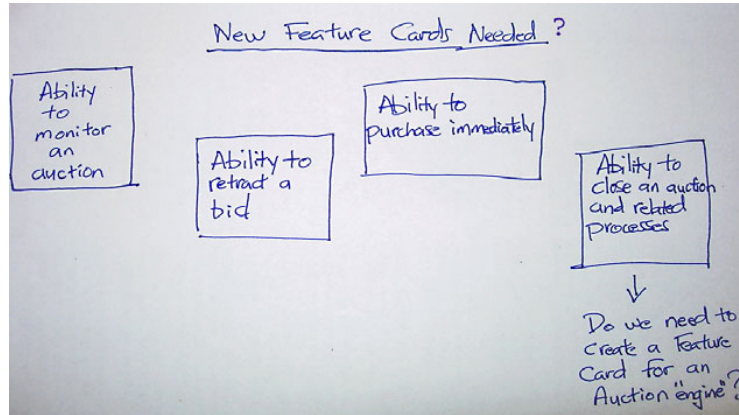 New Feature Cards Needed?
Ability
to
monitor
an
auction
Ability to
retract a
bid
Ability to
purchase immediately
Ability to
close an auction
and related
processes
Do we need to
create a Feature
Card for an
Auction "engine"?